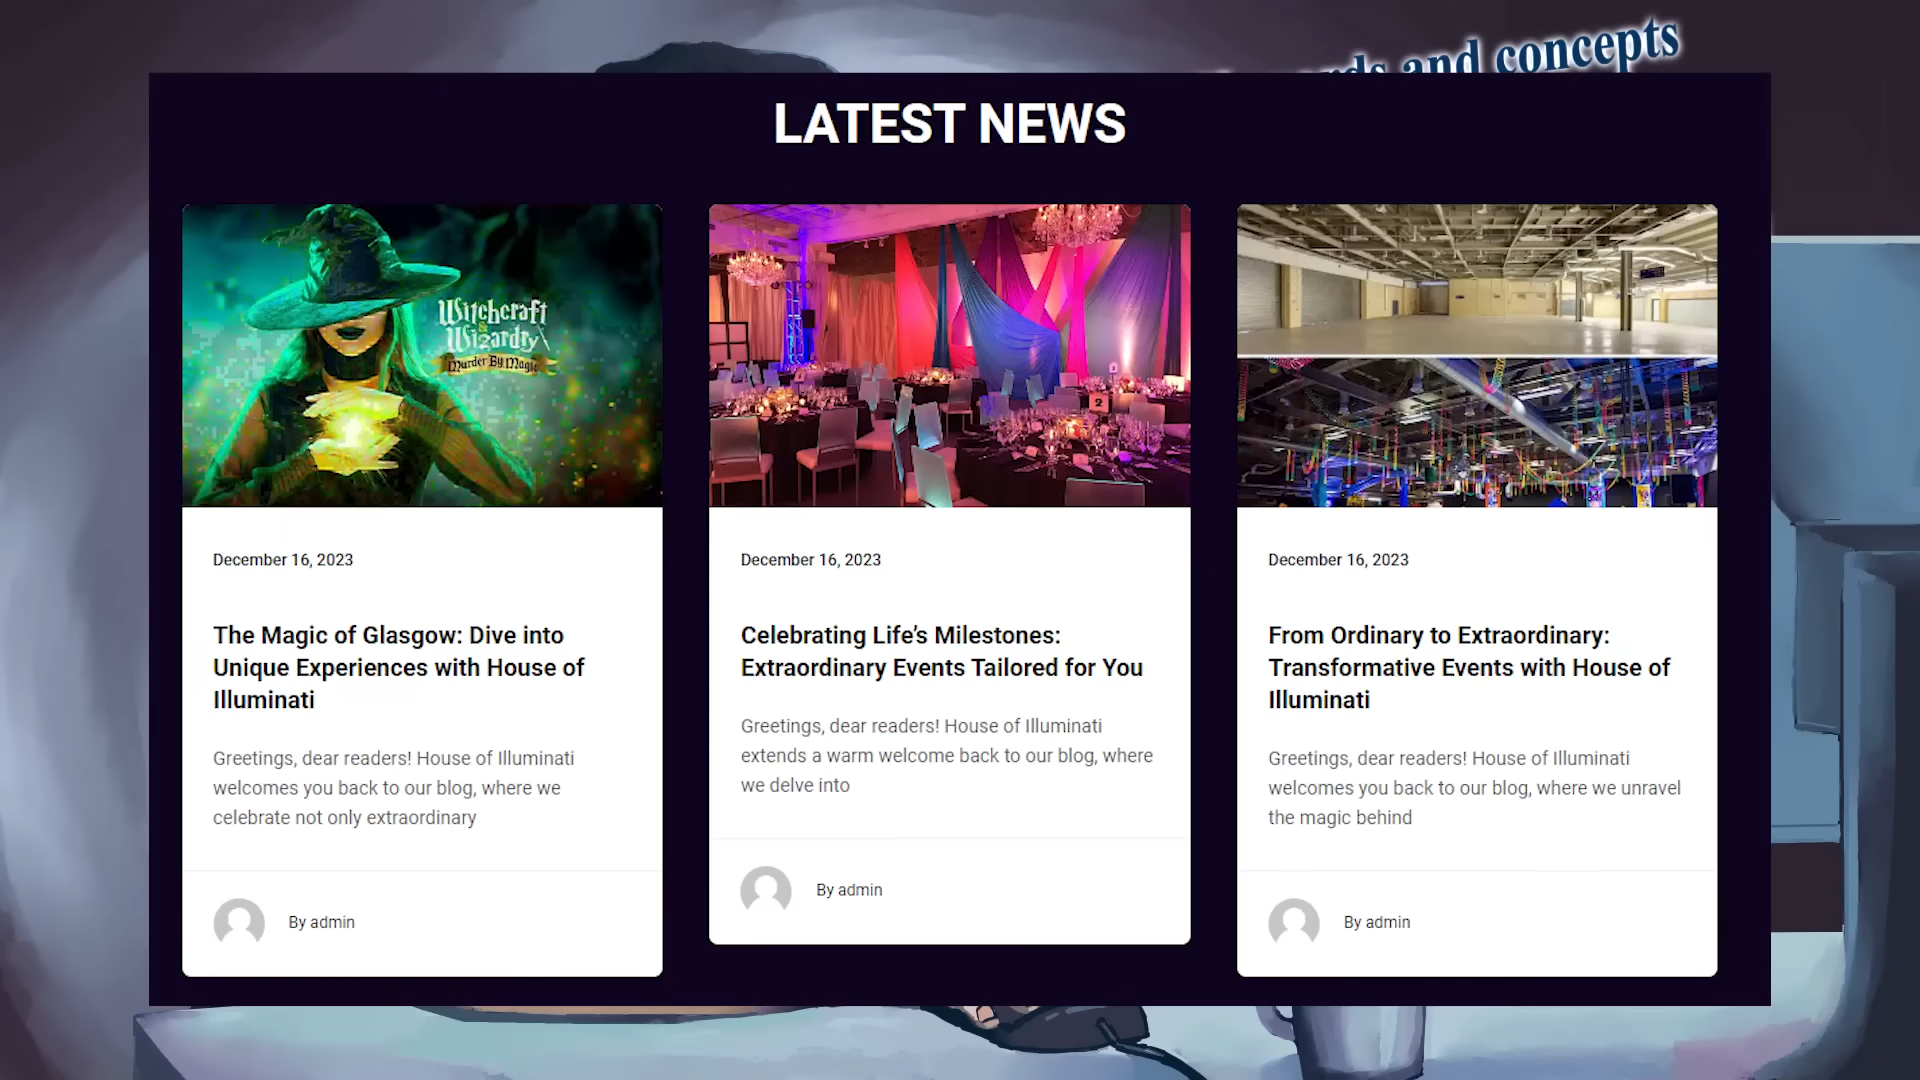 and concepts
LATEST NEWS
Witchcraft
&
Wizardry
Murder By Magic
December 16, 2023
The Magic of Glasgow: Dive into
Unique Experiences with House of
Illuminati
Greetings, dear readers! House of Illuminati
welcomes you back to our blog, where we
celebrate not only extraordinary
By admin
2
December 16, 2023
Celebrating Life’s Milestones:
Extraordinary Events Tailored for You
Greetings, dear readers! House of Illuminati
extends a warm welcome back to our blog, where
we delve into
By admin
December 16, 2023
From Ordinary to Extraordinary:
Transformative Events with House of
Illuminati
Greetings, dear readers! House of Illuminati
welcomes you back to our blog, where we unravel
the magic behind
By admin